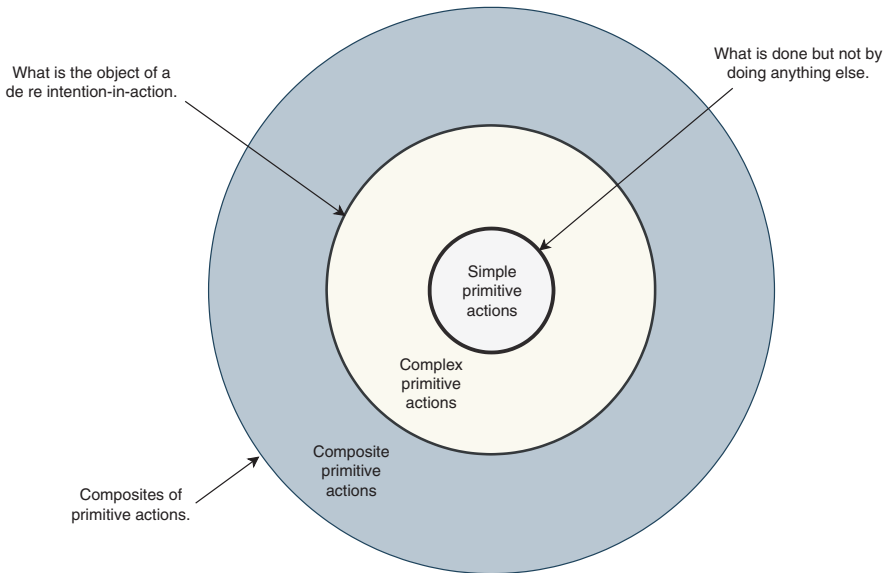 What is the object of a
de re intention-in-action.
What is done but not by
doing anything else.
Simple
primitive
actions
Complex
primitive
actions
Composite
primitive
actions
Composites of
primitive actions.